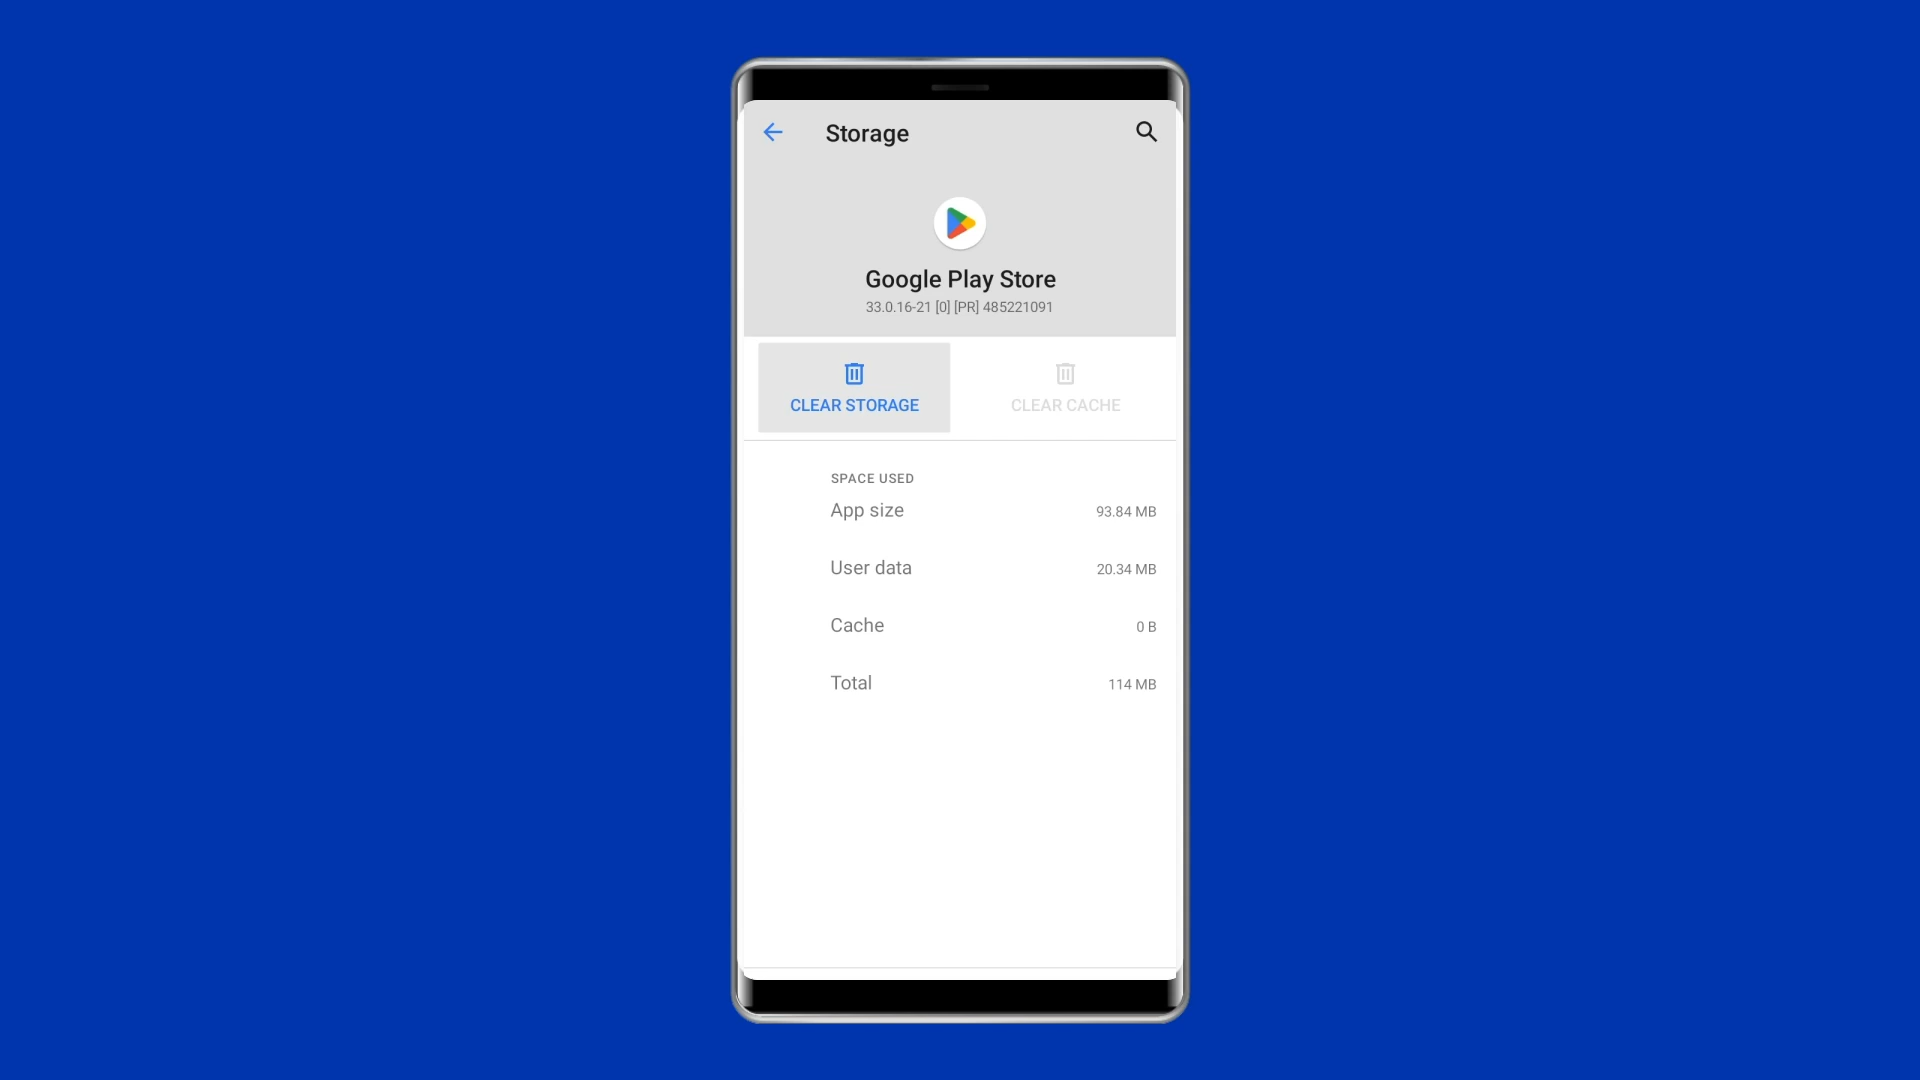 Storage
Google Play Store
33.0.16-21 [0] [PR] 485221091
CLEAR STORAGE
CLEAR CACHE
SPACE USED
App size 93.84 MB
User data 20.34 MB
Cache 0 B
Total 114 MB